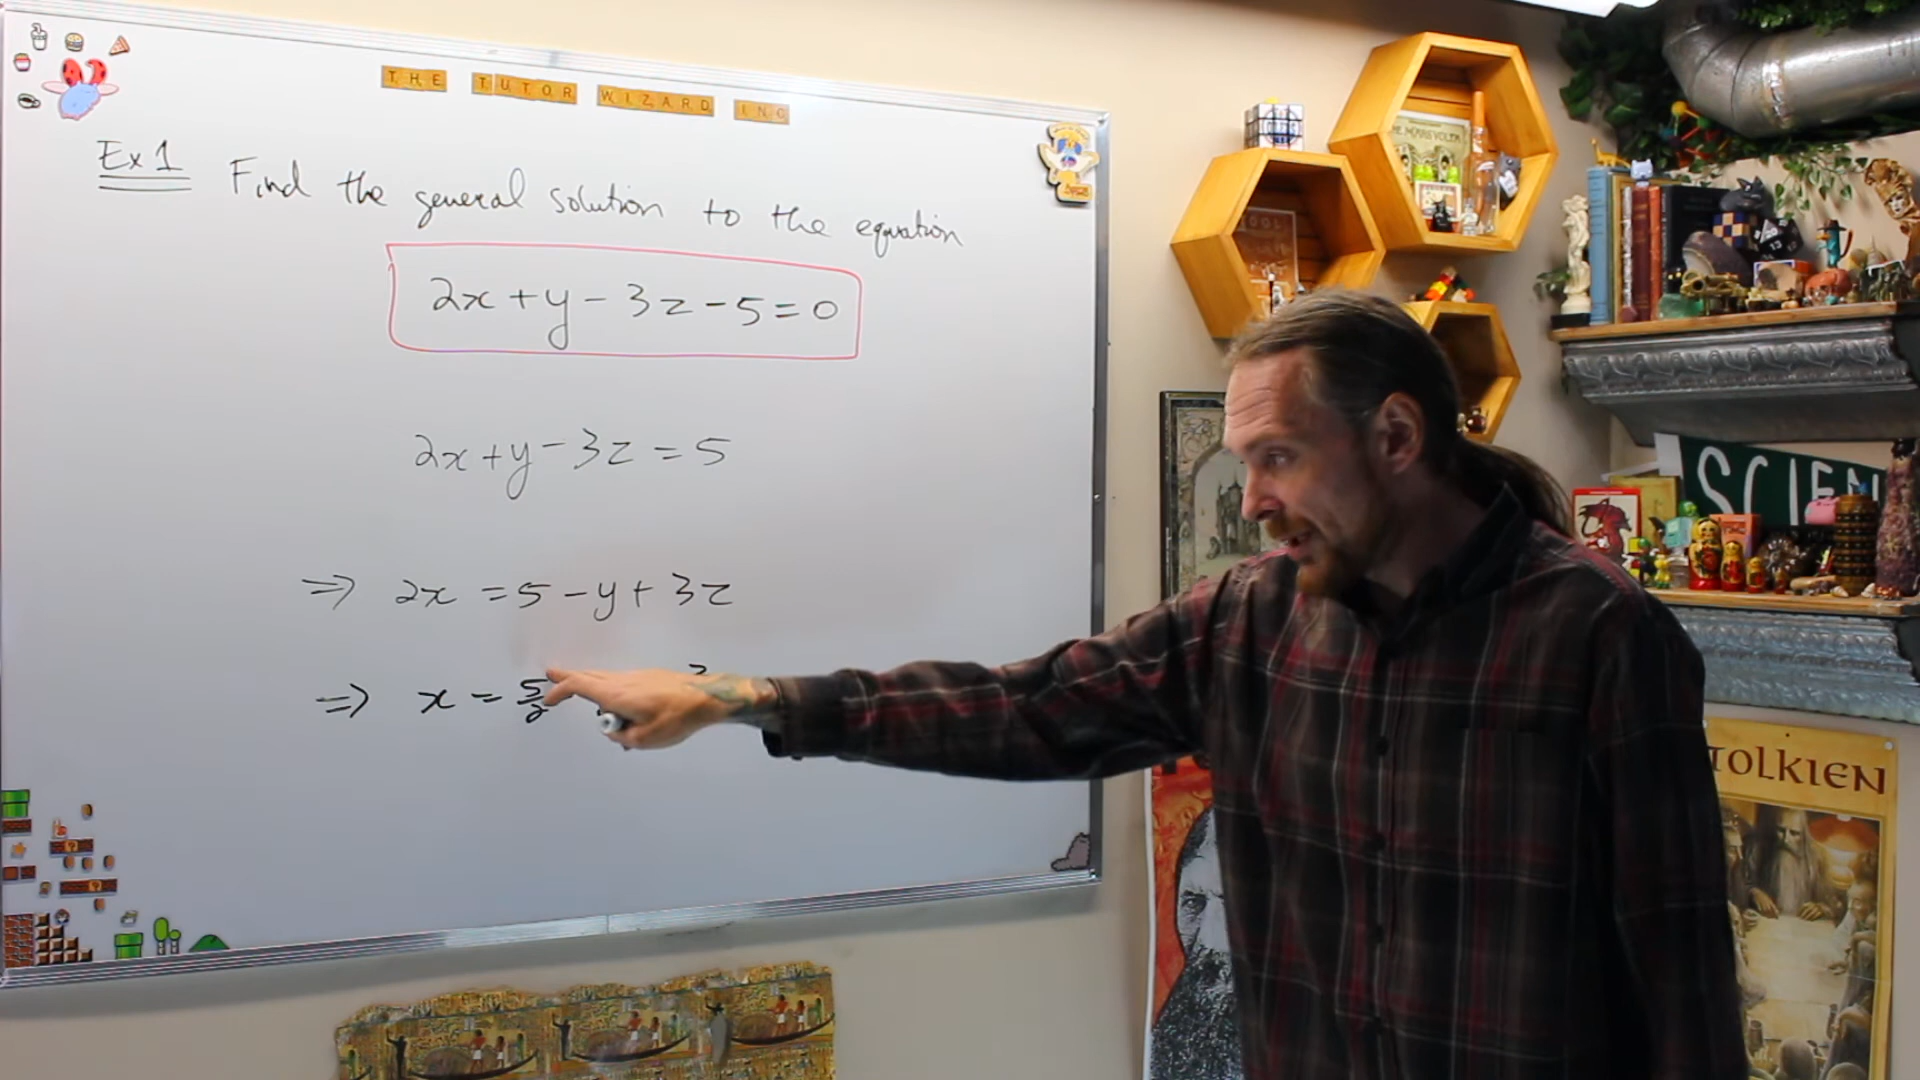 THE TUTOR WIZARD INC
Ex 1 Find the general solution to the equation
2x + y - 3z - 5 = 0
2x + y - 3z = 5
⇒ 2x = 5 - y + 3z
⇒ x = 5/2
SCIEN
TOLKIEN